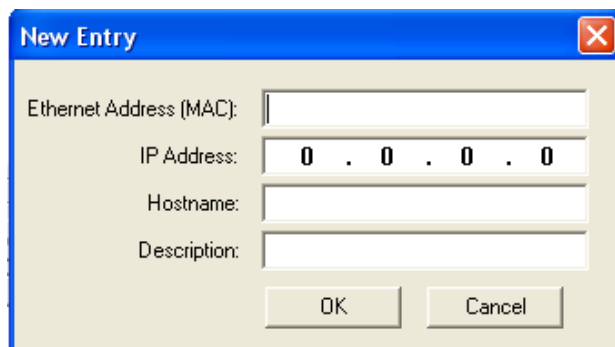 New Entry
Ethernet Address (MAC):
IP Address: 0 . 0 . 0 . 0
Hostname:
Description:
OK Cancel